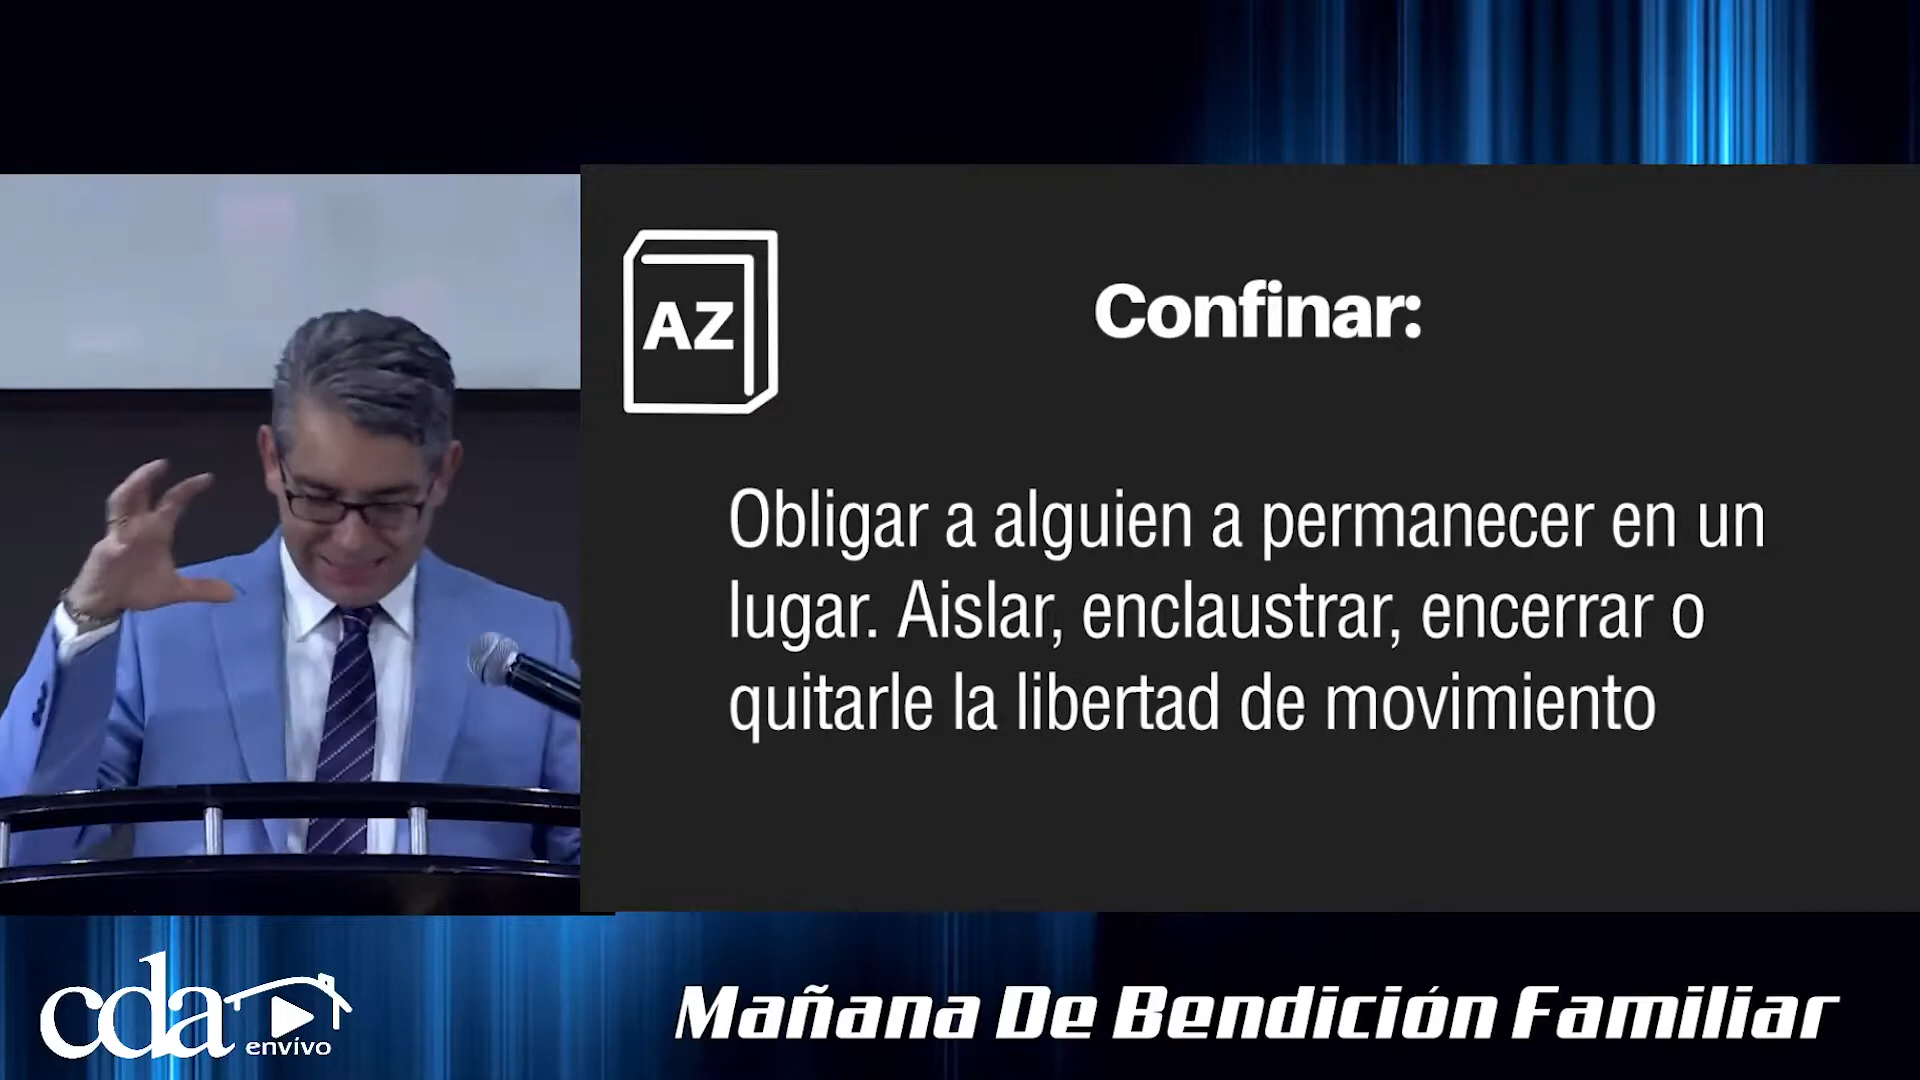 AZ
Confinar:
Obligar a alguien a permanecer en un
lugar. Aislar, enclaustrar, encerrar o
quitarle la libertad de movimiento
cda
envivo
Mañana De Bendición Familiar